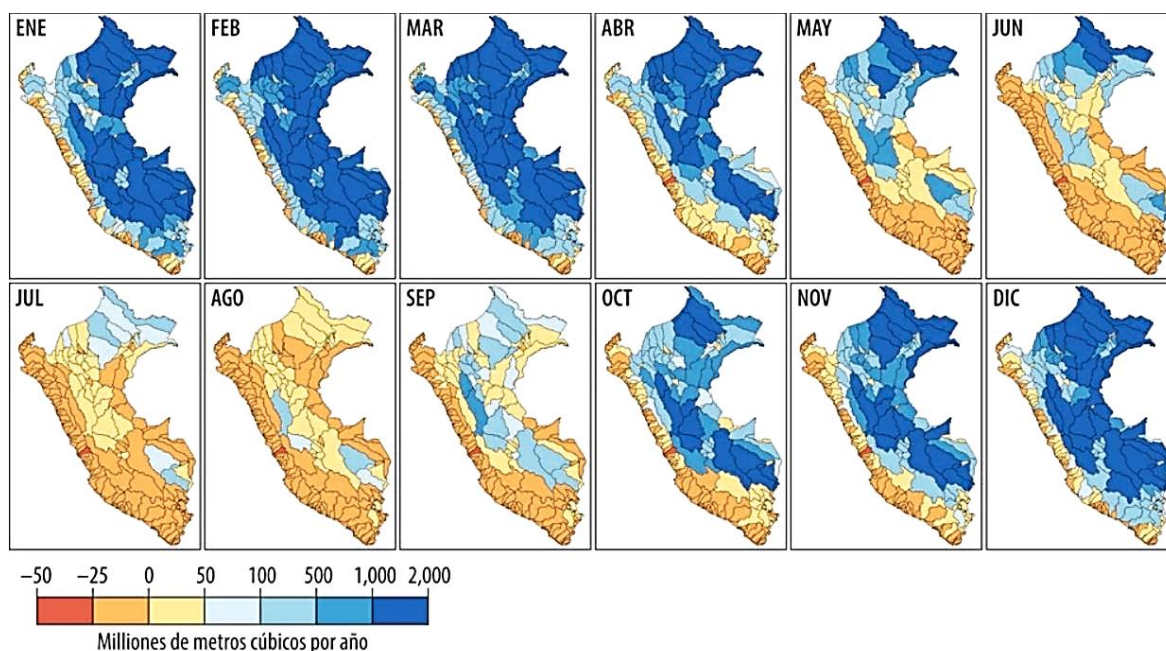 ENE FEB MAR ABR MAY JUN
JUL AGO SEP OCT NOV DIC
−50 −25 0 50 100 500 1,000 2,000
Milliones de metros cúbicos por año